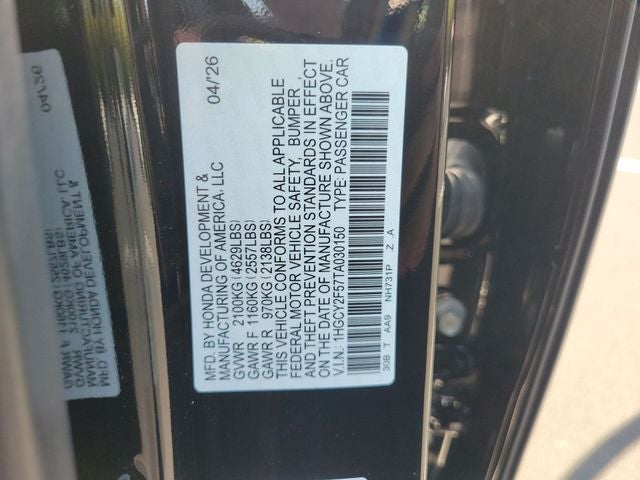 MFD. BY HONDA DEVELOPMENT & 04/'26
MANUFACTURING OF AMERICA, LLC
GVWR 2100KG (4629LBS)
GAWR F 1160KG (2557LBS)
GAWR R 970KG (2138LBS)
THIS VEHICLE CONFORMS TO ALL APPLICABLE
FEDERAL MOTOR VEHICLE SAFETY, BUMPER,
AND THEFT PREVENTION STANDARDS IN EFFECT
ON THE DATE OF MANUFACTURE SHOWN ABOVE.
V.I.N.: 1HGCY2F577A030150 TYPE: PASSENGER CAR
30B T AA9 NH731P Z A